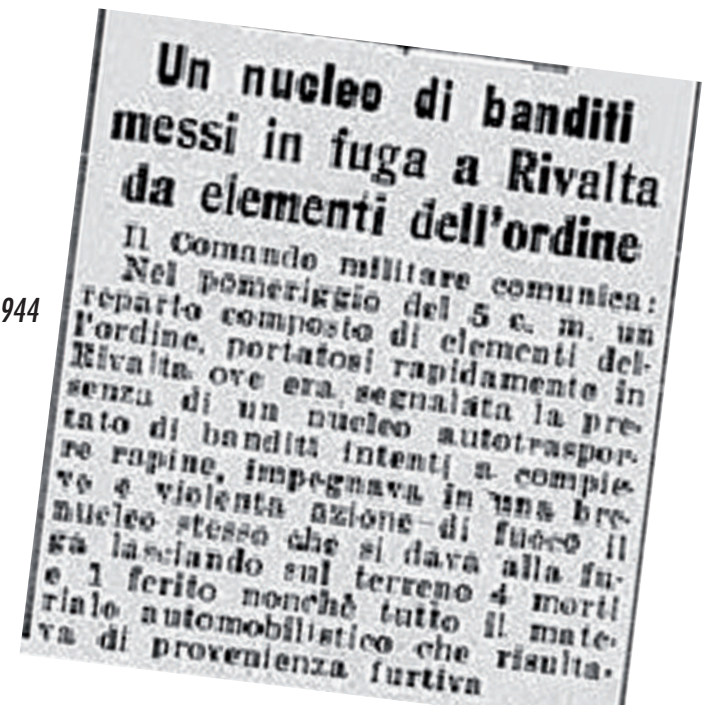 Un nucleo di banditi
messi in fuga a Rivalta
da elementi dell'ordine
Il Comando militare comunica:
Nel pomeriggio del 5 c. m. un
reparto composto di elementi del-
l'ordine, portatosi rapidamente in
Rivalta ove era segnalata la pre-
senza di un nucleo autotraspor-
tato di banditi intenti a compie-
re rapine, impegnava in una bre-
ve e violenta azione di fuoco il
nucleo stesso che si dava alla fu-
ga lasciando sul terreno 4 morti
e 1 ferito nonchè tutto il mate-
riale automobilistico che risulta-
va di provenienza furtiva
944